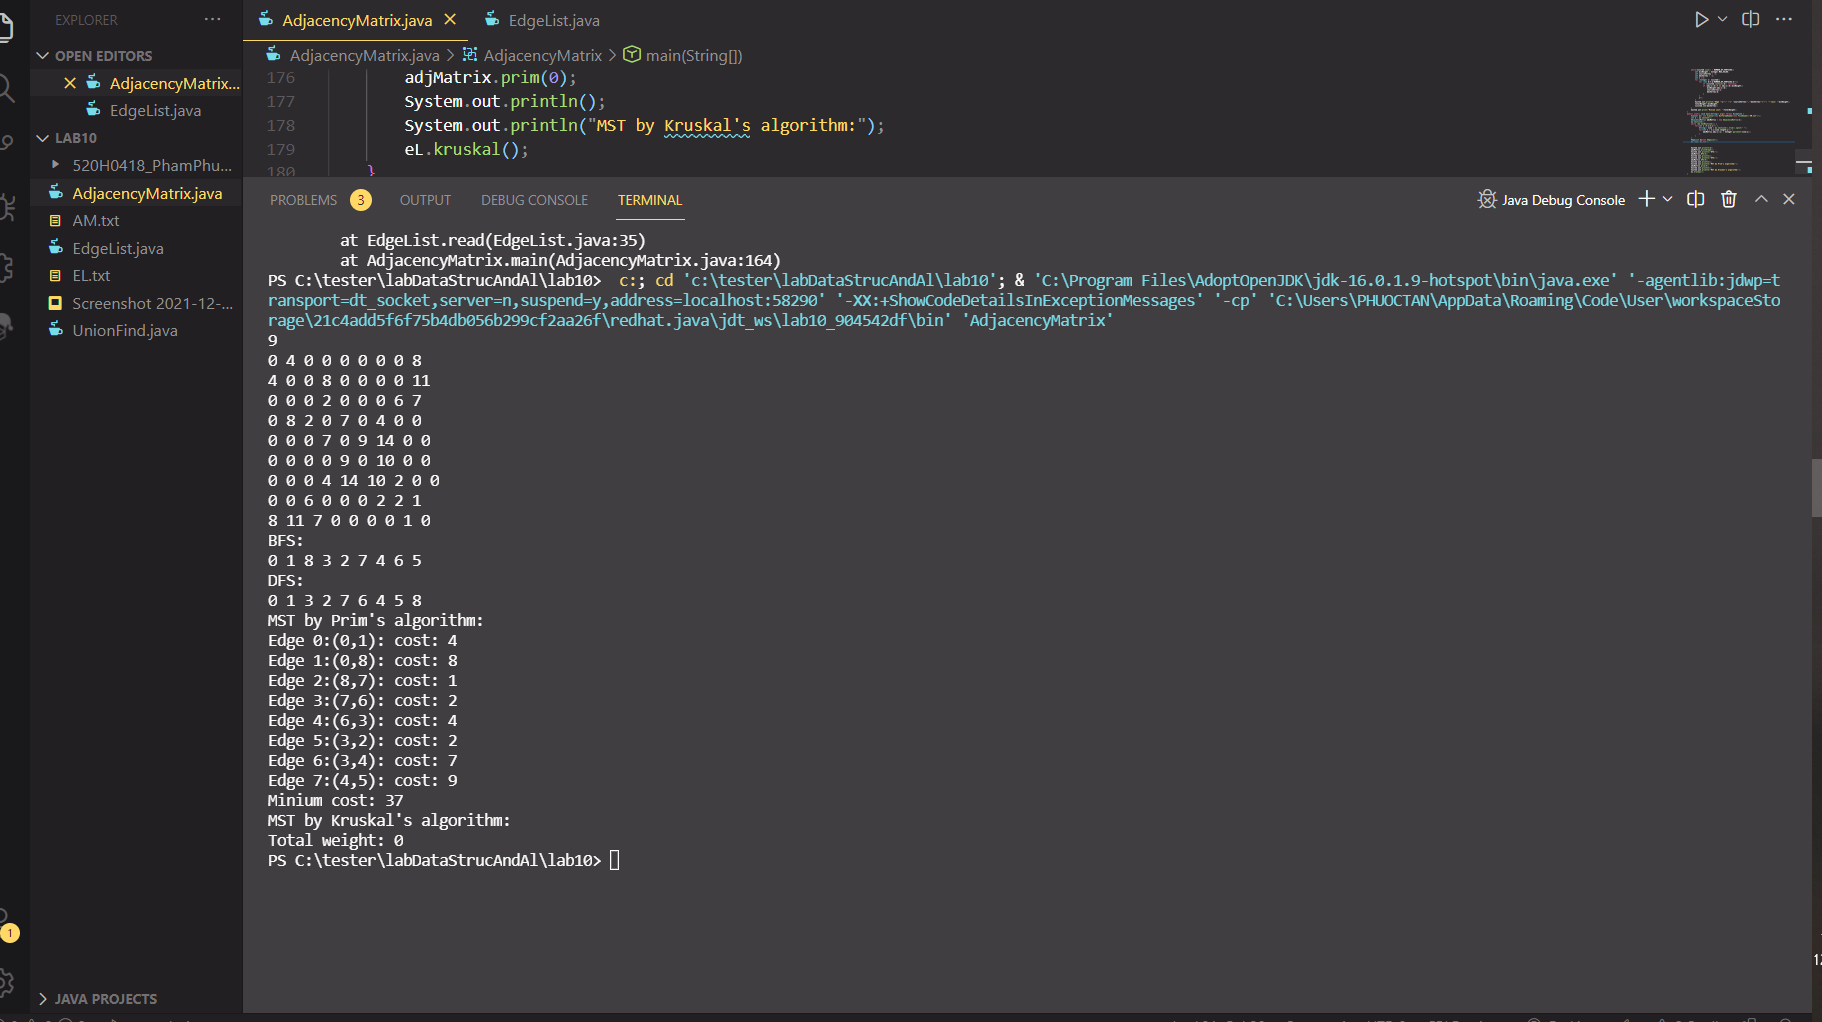 EXPLORER ···
OPEN EDITORS
AdjacencyMatrix...
EdgeList.java
LAB10
520H0418_PhamPhu...
AdjacencyMatrix.java
AM.txt
EdgeList.java
EL.txt
Screenshot 2021-12-...
UnionFind.java
JAVA PROJECTS
1
AdjacencyMatrix.java EdgeList.java
AdjacencyMatrix.java > AdjacencyMatrix > main(String[])
176 adjMatrix.prim(0);
177 System.out.println();
178 System.out.println("MST by Kruskal's algorithm:");
179 eL.kruskal();
180 }
PROBLEMS 3 OUTPUT DEBUG CONSOLE TERMINAL Java Debug Console
at EdgeList.read(EdgeList.java:35)
at AdjacencyMatrix.main(AdjacencyMatrix.java:164)
PS C:\tester\labDataStrucAndAl\lab10> c:; cd 'c:\tester\labDataStrucAndAl\lab10'; & 'C:\Program Files\AdoptOpenJDK\jdk-16.0.1.9-hotspot\bin\java.exe' '-agentlib:jdwp=t
ransport=dt_socket,server=n,suspend=y,address=localhost:58290' '-XX:+ShowCodeDetailsInExceptionMessages' '-cp' 'C:\Users\PHUOCTAN\AppData\Roaming\Code\User\workspaceSto
rage\21c4add5f6f75b4db056b299cf2aa26f\redhat.java\jdt_ws\lab10_904542df\bin' 'AdjacencyMatrix'
9
0 4 0 0 0 0 0 0 8
4 0 0 8 0 0 0 0 11
0 0 0 2 0 0 0 6 7
0 8 2 0 7 0 4 0 0
0 0 0 7 0 9 14 0 0
0 0 0 0 9 0 10 0 0
0 0 0 4 14 10 2 0 0
0 0 6 0 0 0 2 2 1
8 11 7 0 0 0 0 1 0
BFS:
0 1 8 3 2 7 4 6 5
DFS:
0 1 3 2 7 6 4 5 8
MST by Prim's algorithm:
Edge 0:(0,1): cost: 4
Edge 1:(0,8): cost: 8
Edge 2:(8,7): cost: 1
Edge 3:(7,6): cost: 2
Edge 4:(6,3): cost: 4
Edge 5:(3,2): cost: 2
Edge 6:(3,4): cost: 7
Edge 7:(4,5): cost: 9
Minium cost: 37
MST by Kruskal's algorithm:
Total weight: 0
PS C:\tester\labDataStrucAndAl\lab10>